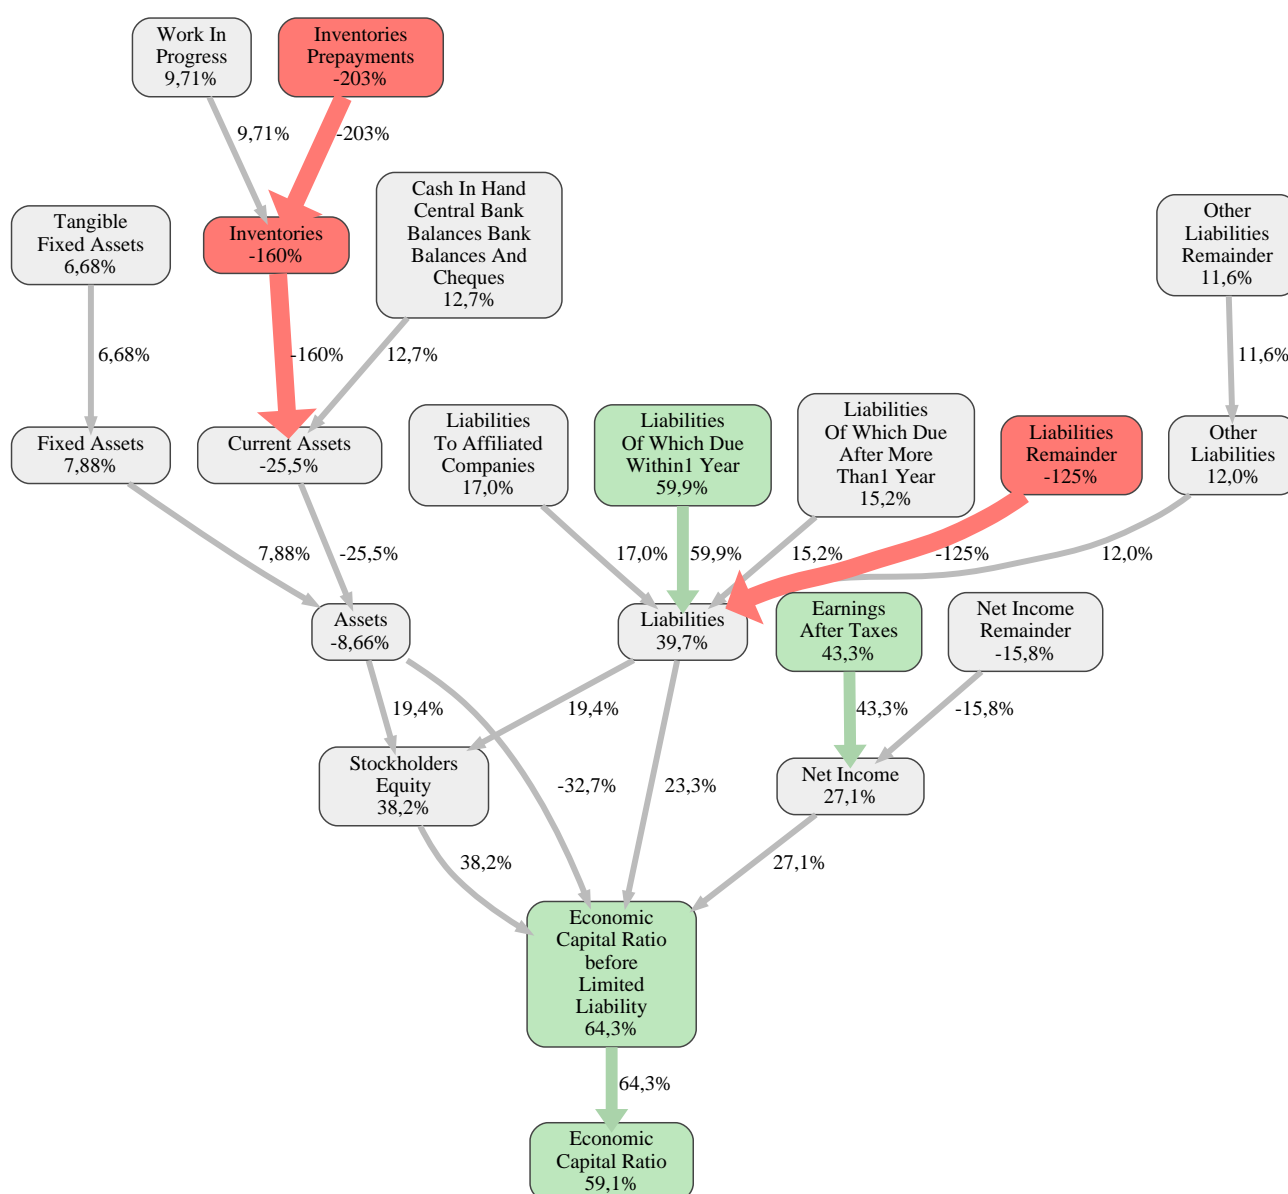 Work In
Progress
9,71%
Inventories
Prepayments
-203%
9,71%
-203%
Tangible
Fixed Assets
6,68%
Inventories
-160%
Cash In Hand
Central Bank
Balances Bank
Balances And
Cheques
12,7%
Other
Liabilities
Remainder
11,6%
6,68%
-160%
12,7%
11,6%
Fixed Assets
7,88%
Current Assets
-25,5%
Liabilities
To Affiliated
Companies
17,0%
Liabilities
Of Which Due
Within1 Year
59,9%
Liabilities
Of Which Due
After More
Than1 Year
15,2%
Liabilities
Remainder
-125%
Other
Liabilities
12,0%
7,88%
-25,5%
17,0%
59,9%
15,2%
-125%
12,0%
Assets
-8,66%
Liabilities
39,7%
Earnings
After Taxes
43,3%
Net Income
Remainder
-15,8%
19,4%
19,4%
43,3%
-15,8%
Stockholders
Equity
38,2%
-32,7%
23,3%
Net Income
27,1%
38,2%
27,1%
Economic
Capital Ratio
before
Limited
Liability
64,3%
64,3%
Economic
Capital Ratio
59,1%